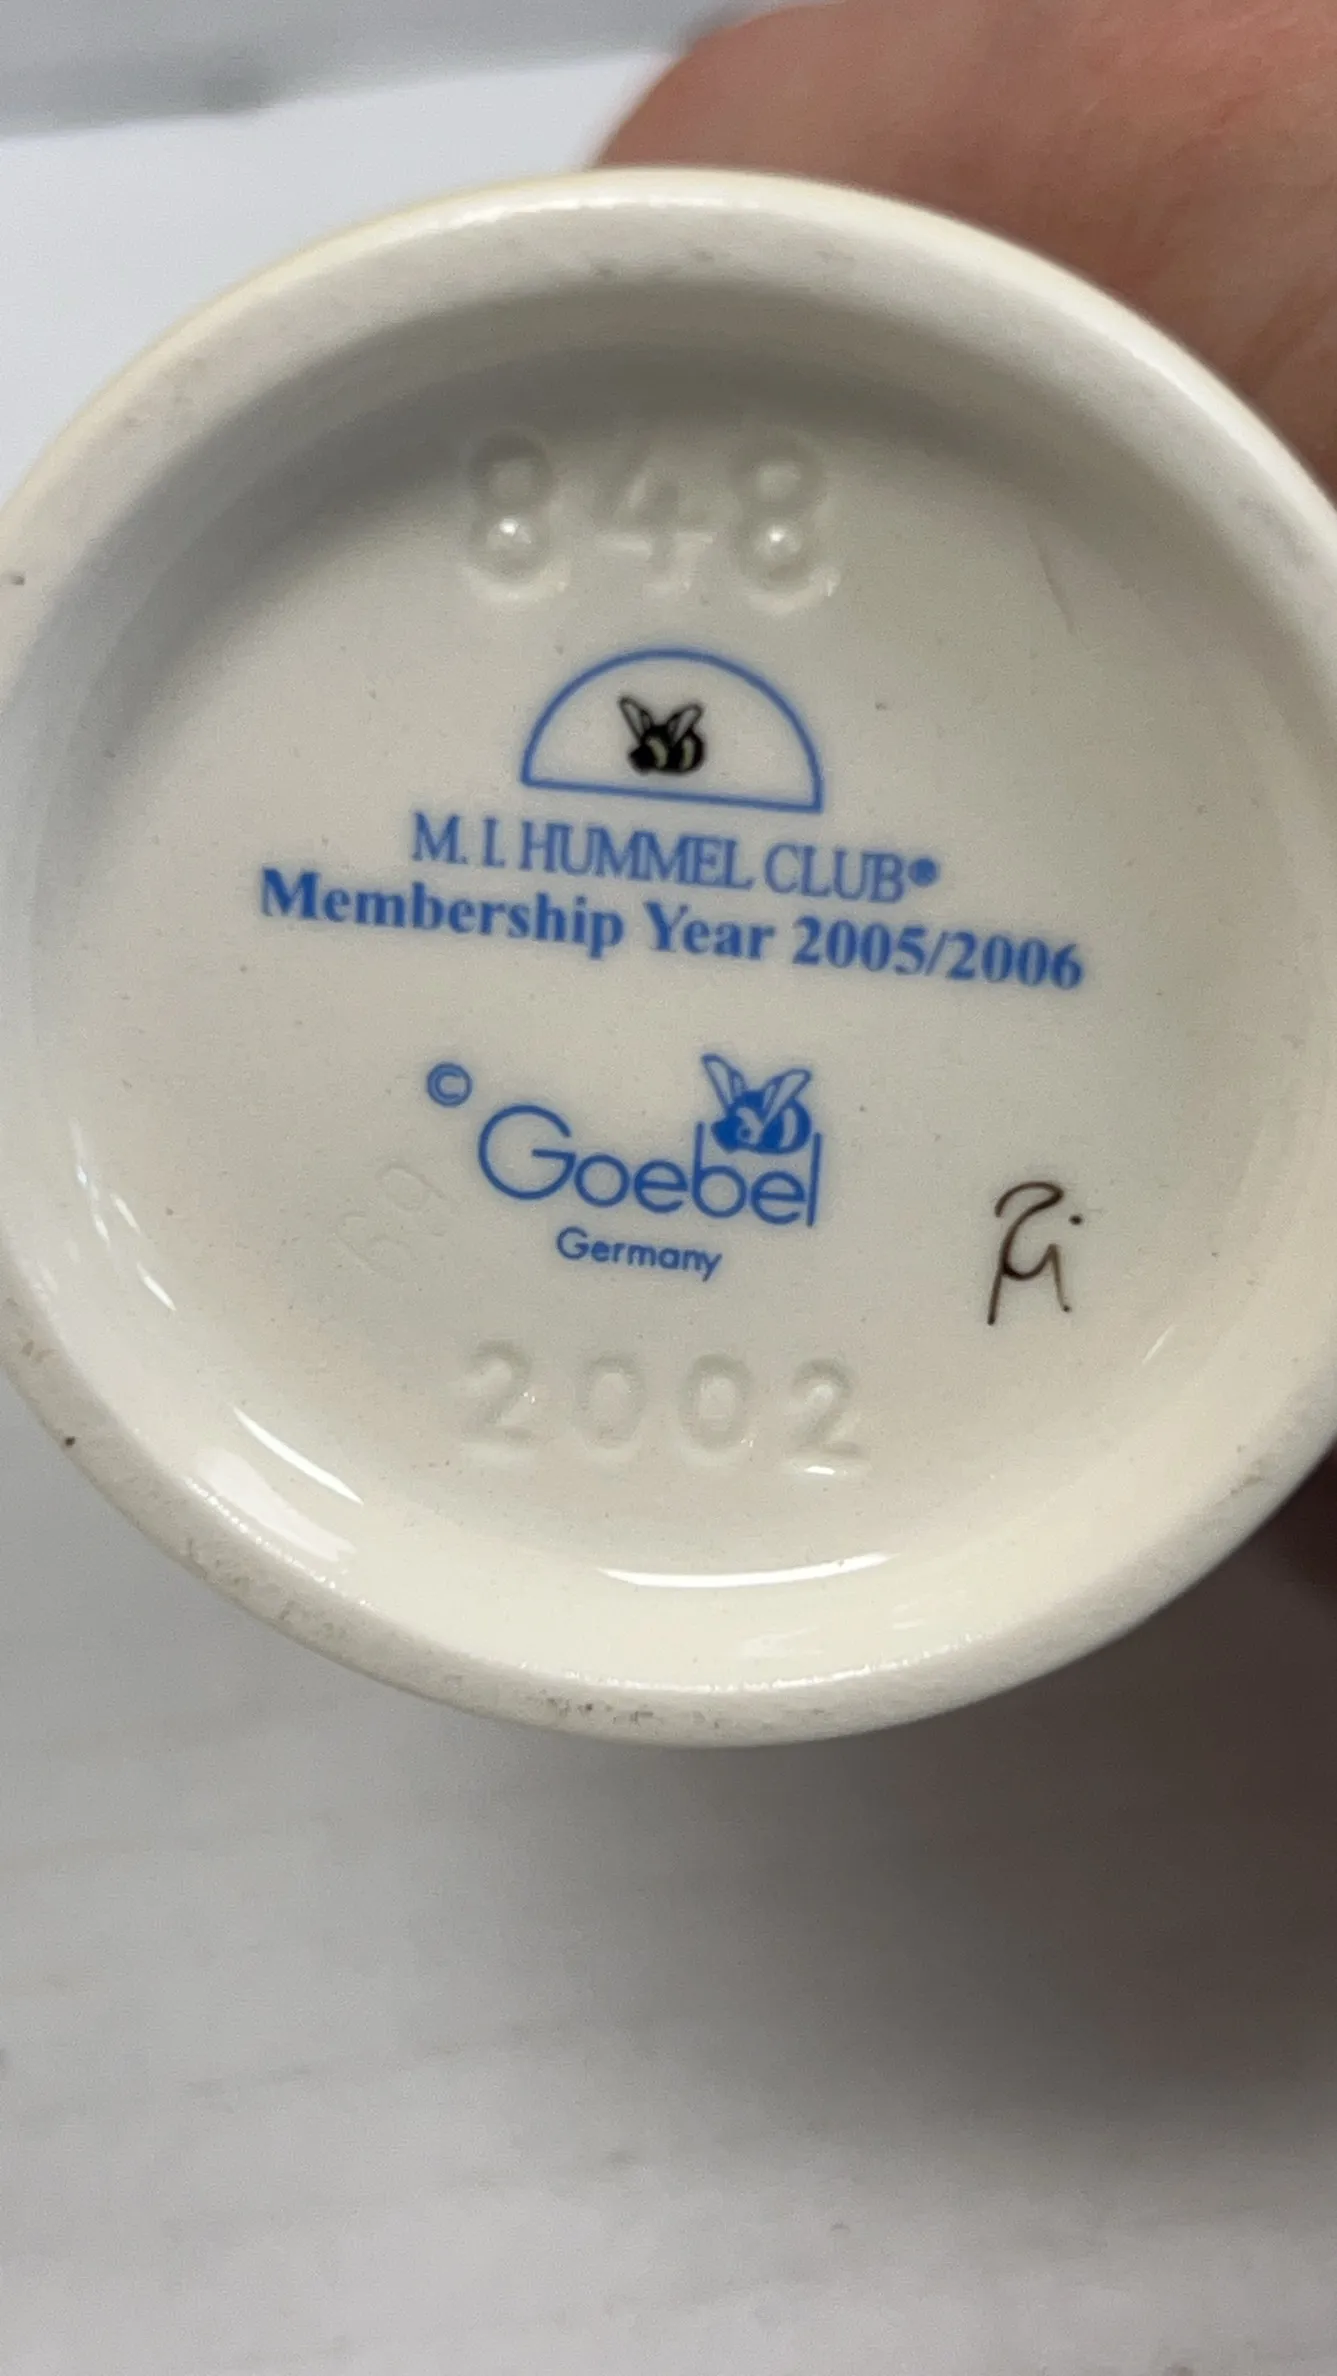 848
M. I. HUMMEL CLUB®
Membership Year 2005/2006
© Goebel
Germany
2002